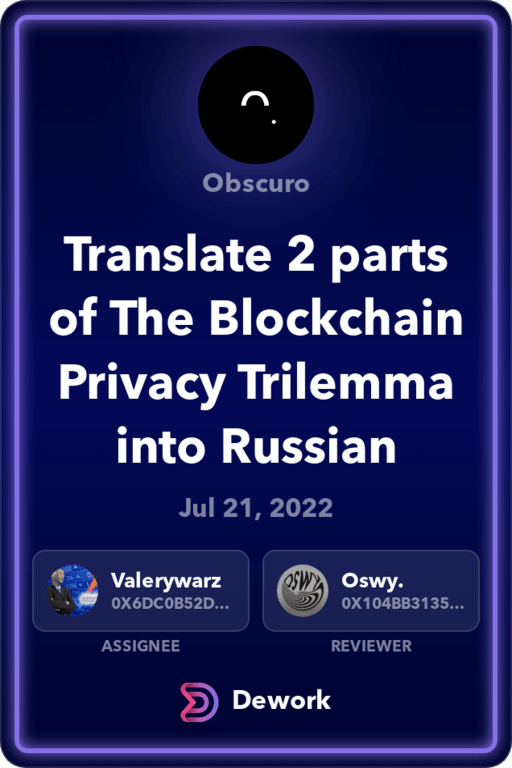 Obscuro
Translate 2 parts
of The Blockchain
Privacy Trilemma
into Russian
Jul 21, 2022
Valerywarz
0X6DC0B52D...
ASSIGNEE
Oswy.
0X104BB3135...
REVIEWER
Dework